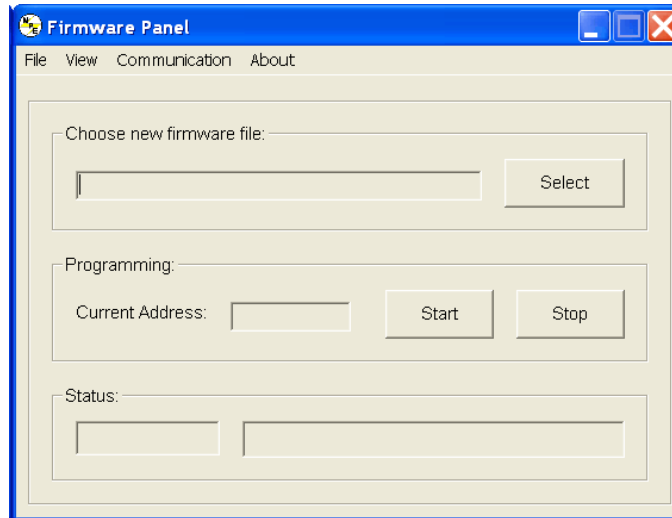 Firmware Panel
File View Communication About
Choose new firmware file:
Select
Programming:
Current Address:
Start
Stop
Status: